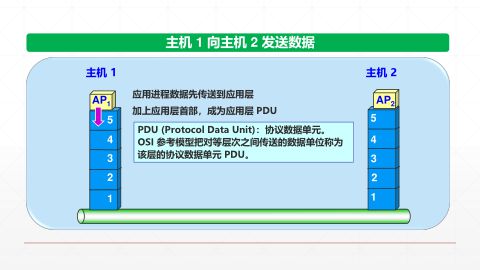 主机 1 向主机 2 发送数据
主机 1
主机 2
AP1
应用进程数据先传送到应用层
加上应用层首部，成为应用层 PDU
AP2
PDU (Protocol Data Unit)：协议数据单元。
OSI 参考模型把对等层次之间传送的数据单位称为
该层的协议数据单元 PDU。
5
4
3
2
1
5
4
3
2
1